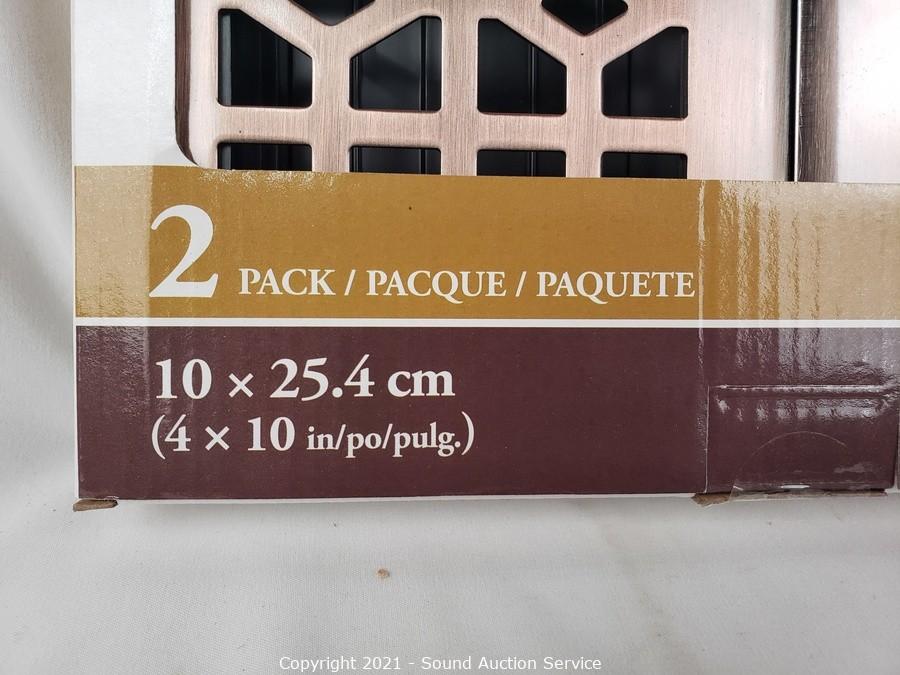 2 PACK / PACQUE / PAQUETE
10 × 25.4 cm
(4 × 10 in/po/pulg.)
Copyright 2021 - Sound Auction Service